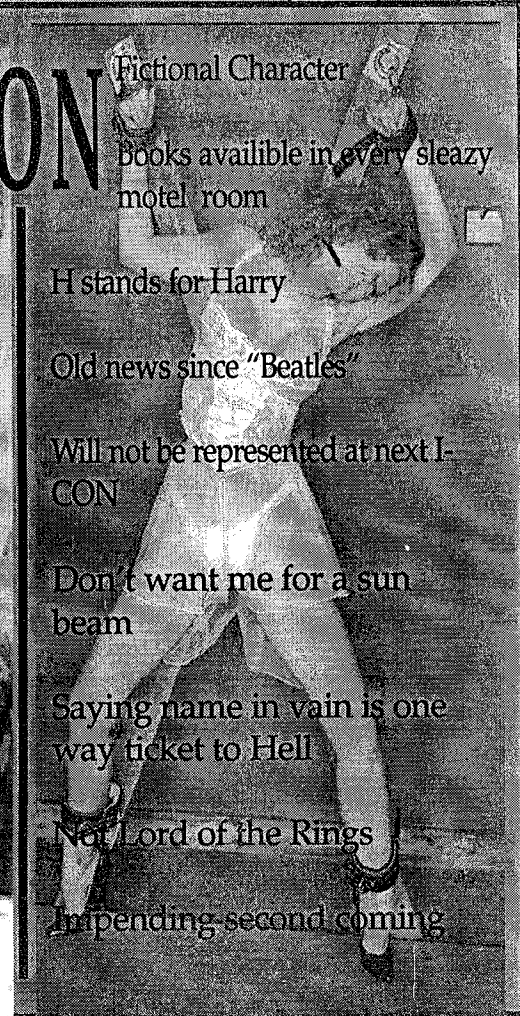 ON
Fictional Character
Books availible in every sleazy
motel room
H stands for Harry
Old news since "Beatles"
Will not be represented at next I-
CON
Don't want me for a sun
beam
Saying name in vain is one
way ticket to Hell
Not Lord of the Rings
Impending second coming